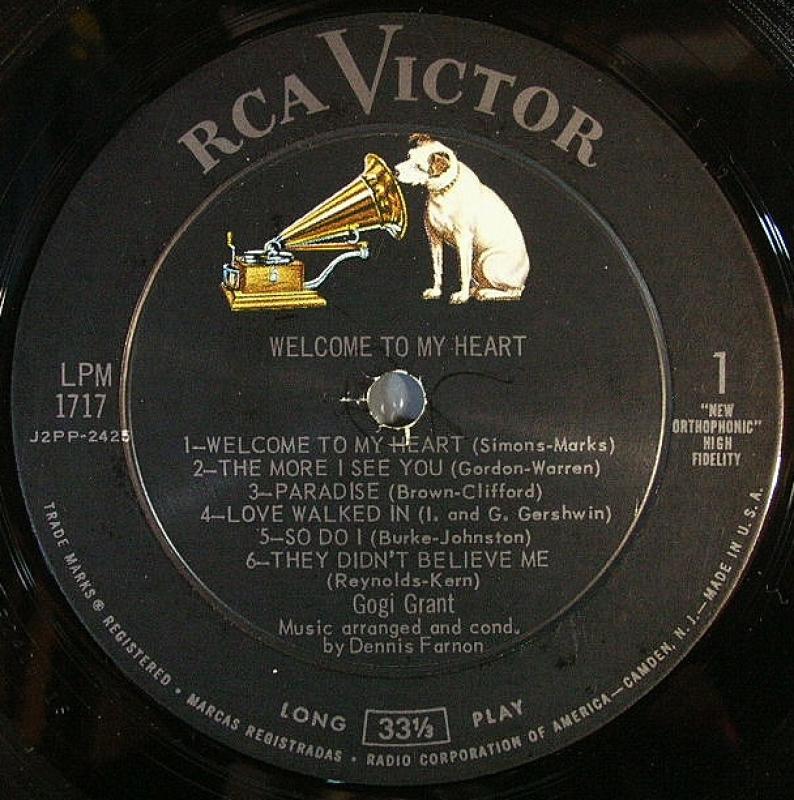 RCA VICTOR
WELCOME TO MY HEART
LPM
1717
J2PP-2425
1
"NEW
ORTHOPHONIC"
HIGH
FIDELITY
1—WELCOME TO MY HEART (Simons-Marks)
2—THE MORE I SEE YOU (Gordon-Warren)
3—PARADISE (Brown-Clifford)
4—LOVE WALKED IN (I. and G. Gershwin)
5—SO DO I (Burke-Johnston)
6—THEY DIDN'T BELIEVE ME
(Reynolds-Kern)
Gogi Grant
Music arranged and cond.
by Dennis Farnon
LONG 33⅓ PLAY
TRADE MARKS ® REGISTERED • MARCAS REGISTRADAS • RADIO CORPORATION OF AMERICA—CAMDEN, N. J.—MADE IN U. S. A.